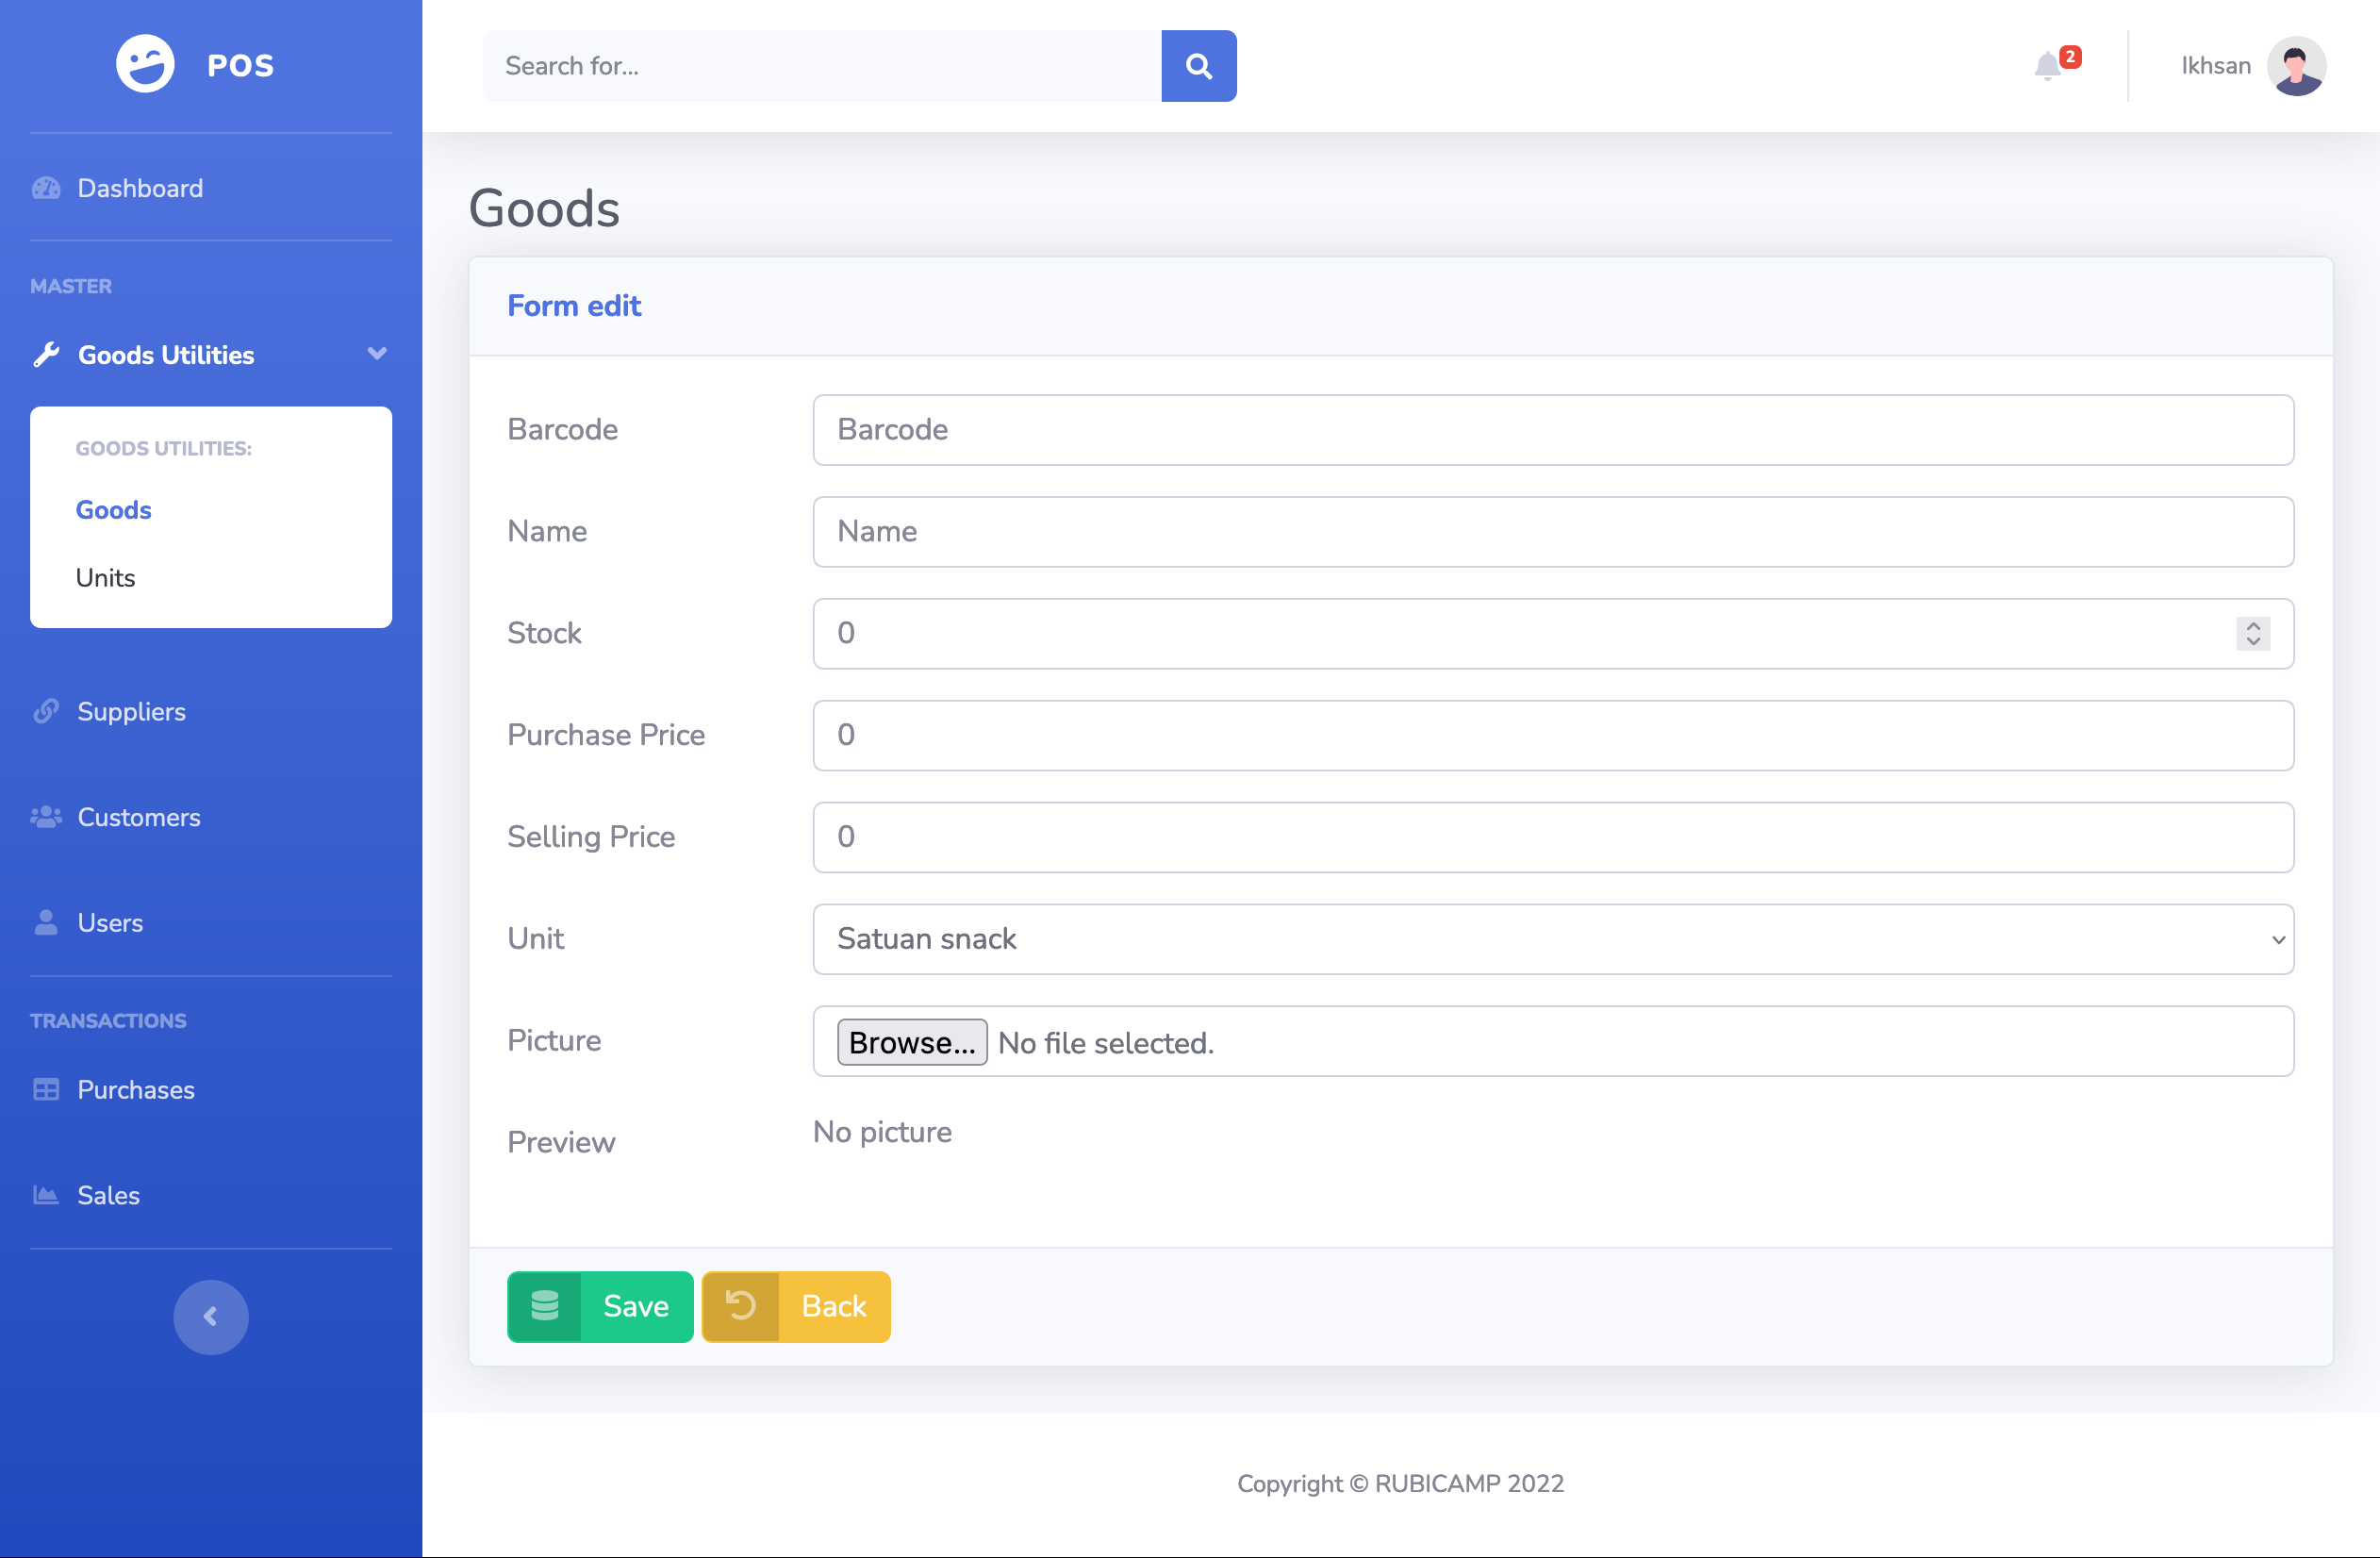 POS
Search for...
2
Ikhsan
Dashboard
MASTER
Goods Utilities
GOODS UTILITIES:
Goods
Units
Suppliers
Customers
Users
TRANSACTIONS
Purchases
Sales
Goods
Form edit
Barcode
Barcode
Name
Name
Stock
0
Purchase Price
0
Selling Price
0
Unit
Satuan snack
Picture
Browse... No file selected.
Preview
No picture
Save
Back
Copyright © RUBICAMP 2022